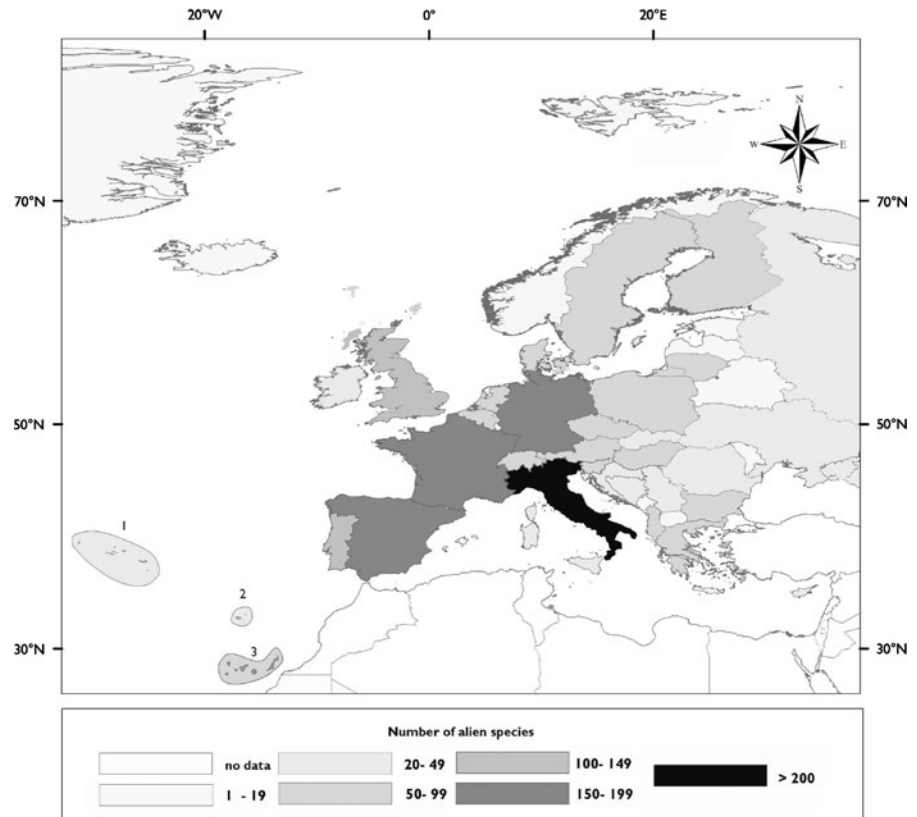 20°W 0° 20°E
N
W E
S
70°N 70°N
50°N 50°N
1
2
3
30°N 30°N
Number of alien species
no data 20- 49 100- 149 > 200
1 - 19 50- 99 150- 199